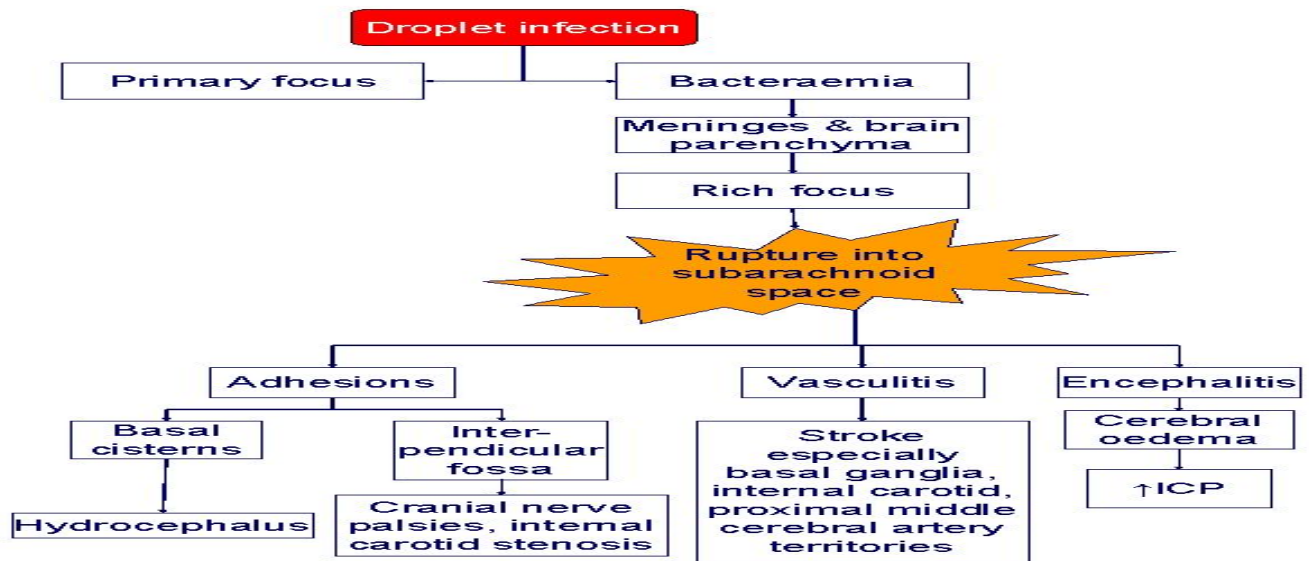 Droplet infection
Primary focus
Bacteraemia
Meninges & brain
parenchyma
Rich focus
Rupture into
subarachnoid
space
Adhesions
Vasculitis
Encephalitis
Basal
cisterns
Inter-
pendicular
fossa
Stroke
especially
basal ganglia,
internal carotid,
proximal middle
cerebral artery
territories
Cerebral
oedema
↑ICP
Hydrocephalus
Cranial nerve
palsies, internal
carotid stenosis